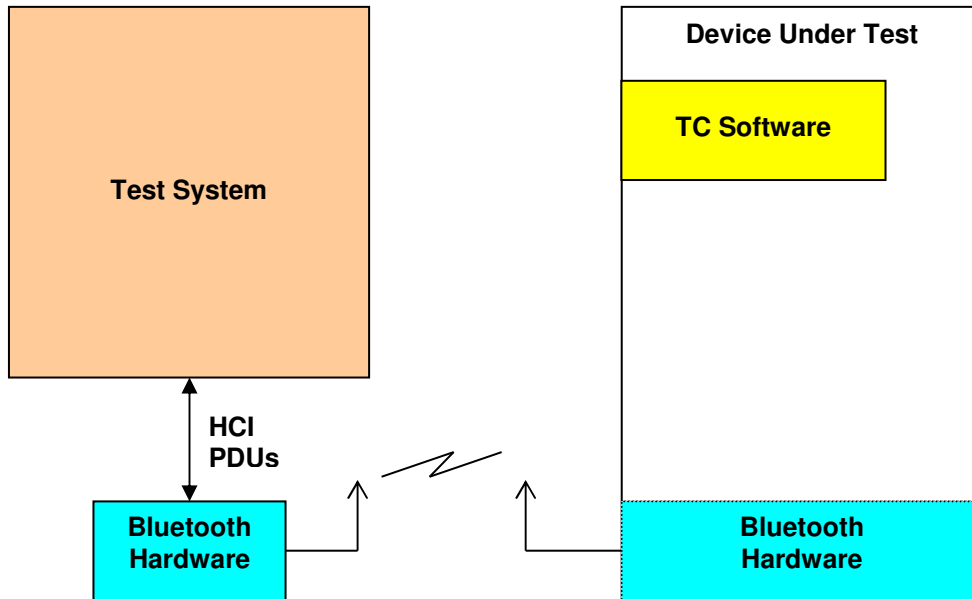 Device Under Test
TC Software
Test System
HCI
PDUs
Bluetooth
Hardware
Bluetooth
Hardware